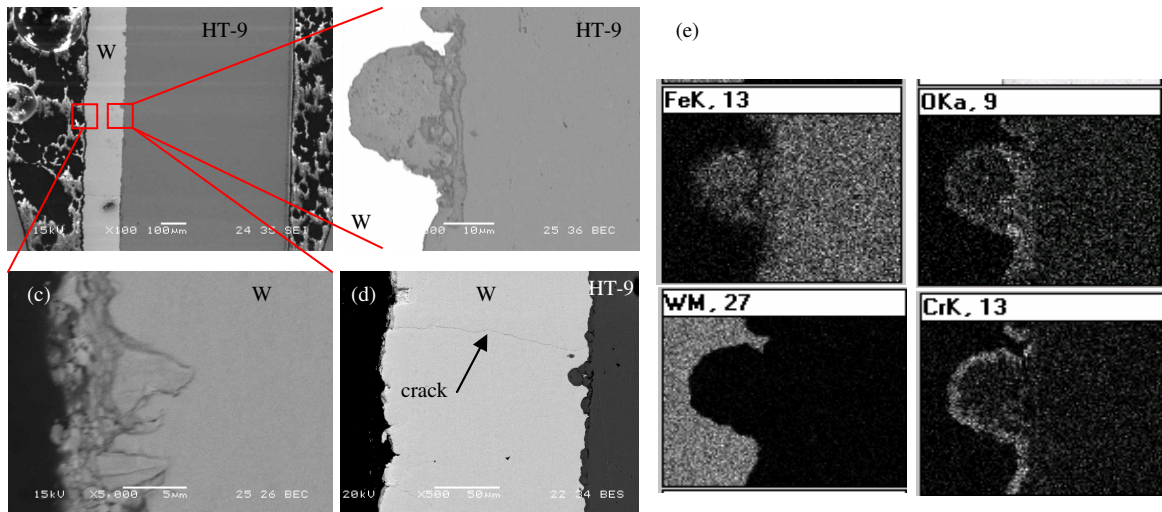 W
HT-9
15kV X100 100µm 24 35 SEI
HT-9
W
10µm 25 36 BEC
(c)
W
15kV X5,000 5µm 25 26 BEC
(d)
W
HT-9
crack
20kV X500 50µm 22 34 BES
(e)
FeK, 13
OKa, 9
WM, 27
CrK, 13